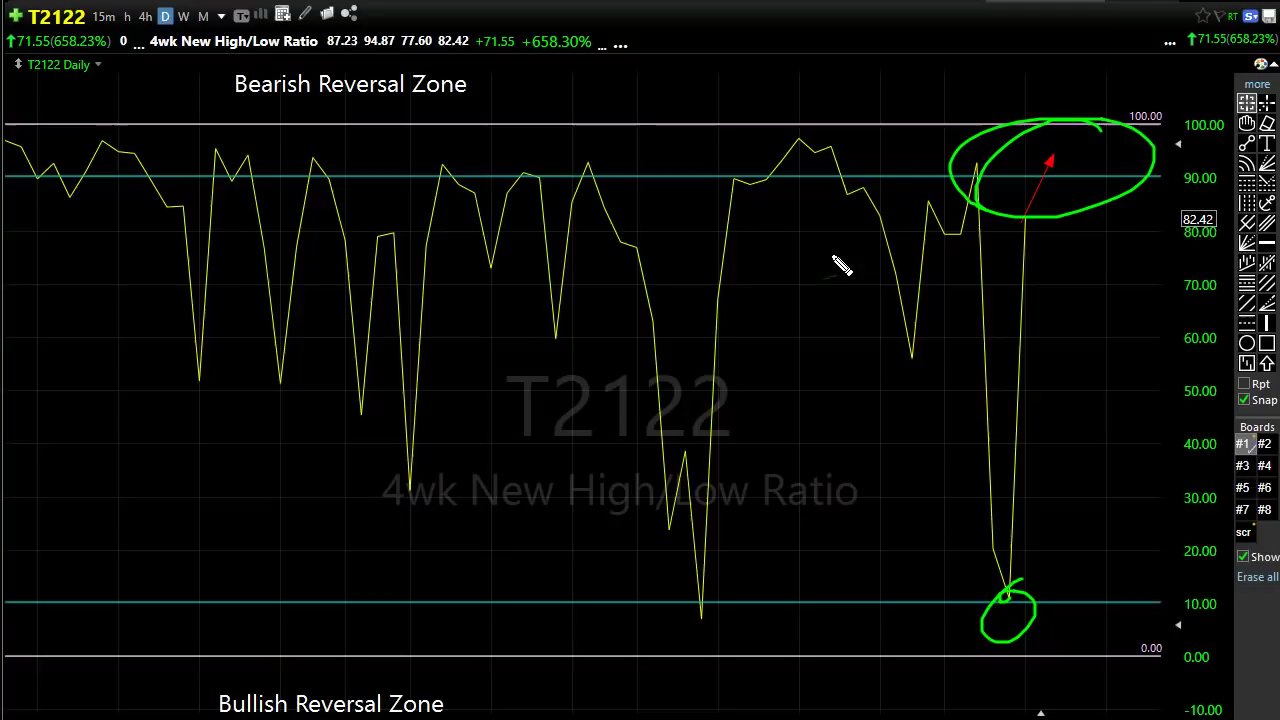 T2122 15m h 4h D W M T RT S
71.55(658.23%) 0 ... 4wk New High/Low Ratio 87.23 94.87 77.60 82.42 +71.55 +658.30% ... ... ... 71.55(658.23%)
T2122 Daily
more
Bearish Reversal Zone
100.00
100.00
90.00
82.42
80.00
70.00
60.00
50.00
40.00
30.00
20.00
10.00
0.00
0.00
-10.00
T2122
4wk New High/Low Ratio
Bullish Reversal Zone
T
Rpt
Snap
Boards
#1 #2
#3 #4
#5 #6
#7 #8
scr
Show
Erase all